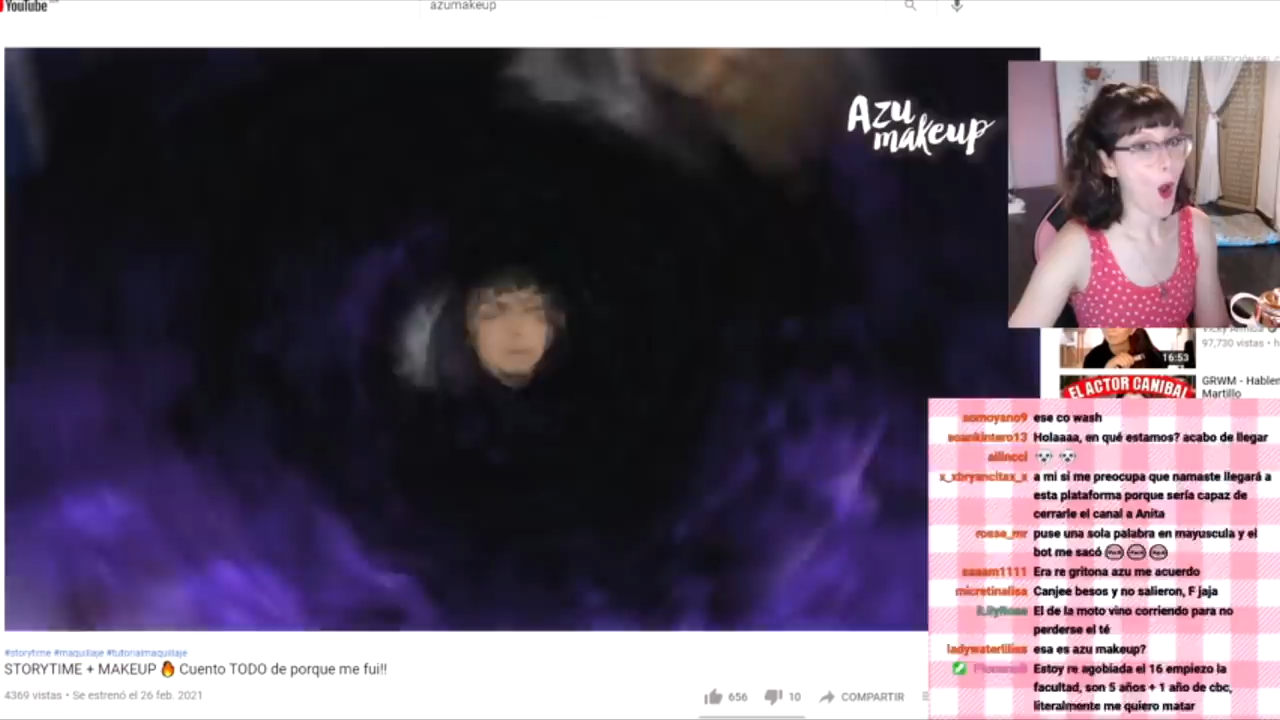 YouTube
azumakeup
MOSTRAR LA REPETICIÓN DEL
Azu
makeup
97,730 vistas • h
16:53
GRWM - Hablem
Martillo
EL ACTOR CANIBAL
somoyano9 ese co wash
Holaaaa, en qué estamos? acabo de llegar
ailincci
x_xbryancitax_x a mi si me preocupa que namaste llegará a
esta plataforma porque sería capaz de
cerrarle el canal a Anita
rosse_mr puse una sola palabra en mayuscula y el
bot me sacó
saaam1111 Era re gritona azu me acuerdo
micretinalisa Canjee besos y no salieron, F jaja
El de la moto vino corriendo para no
perderse el té
ladywaterlilies esa es azu makeup?
Estoy re agobiada el 16 empiezo la
facultad, son 5 años + 1 año de cbc,
literalmente me quiero matar
#storytime #maquillaje #tutorialmaquillaje
STORYTIME + MAKEUP 🔥 Cuento TODO de porque me fui!!
4369 vistas • Se estrenó el 26 feb. 2021
656
10
COMPARTIR